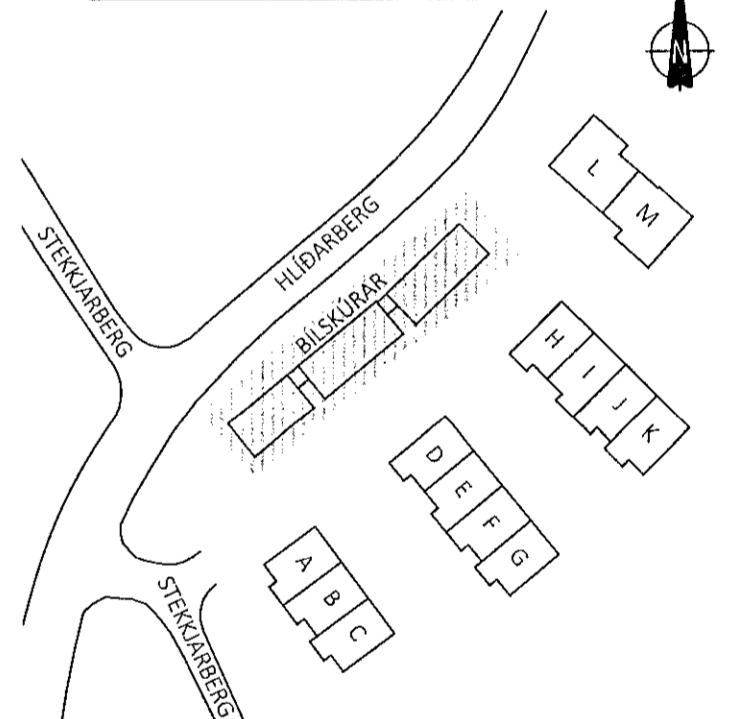 N
HLÍÐARBERG
STEKKJARBERG
BÍLSKÚRAR
L
M
H
I
J
K
D
E
F
G
A
B
C
STEKKJARBERG